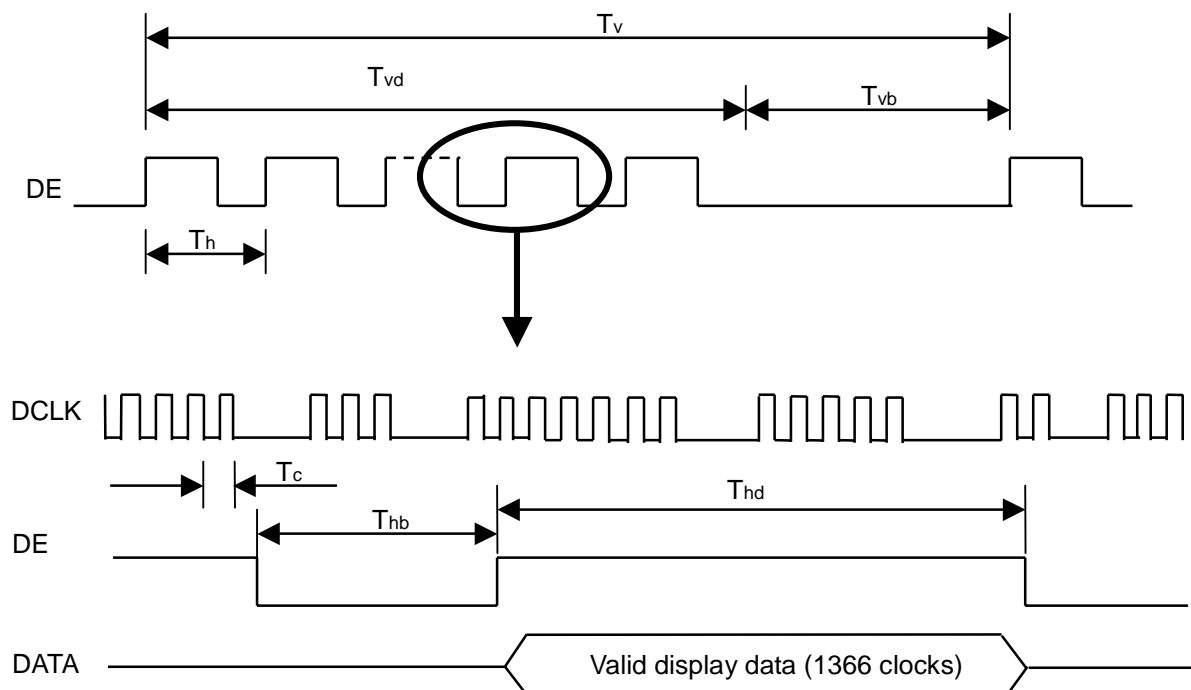 Tv
Tvd
Tvb
DE
Th
DCLK
Tc
Thd
Thb
DE
DATA
Valid display data (1366 clocks)